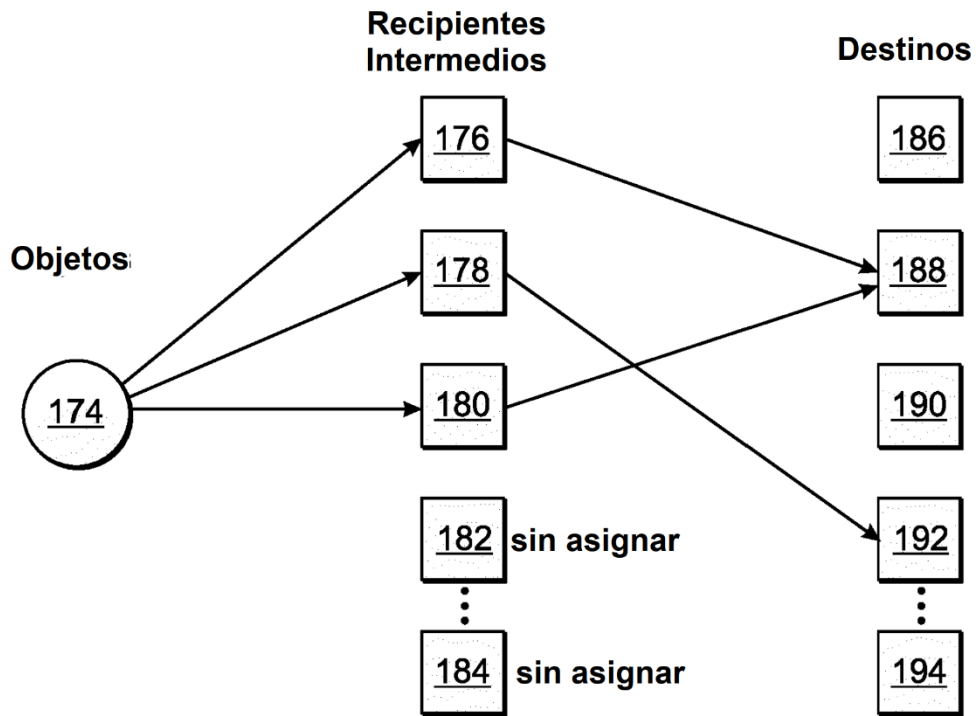 Recipientes
Intermedios
Destinos
Objetos
176
186
178
188
174
180
190
182 sin asignar
192
184 sin asignar
194